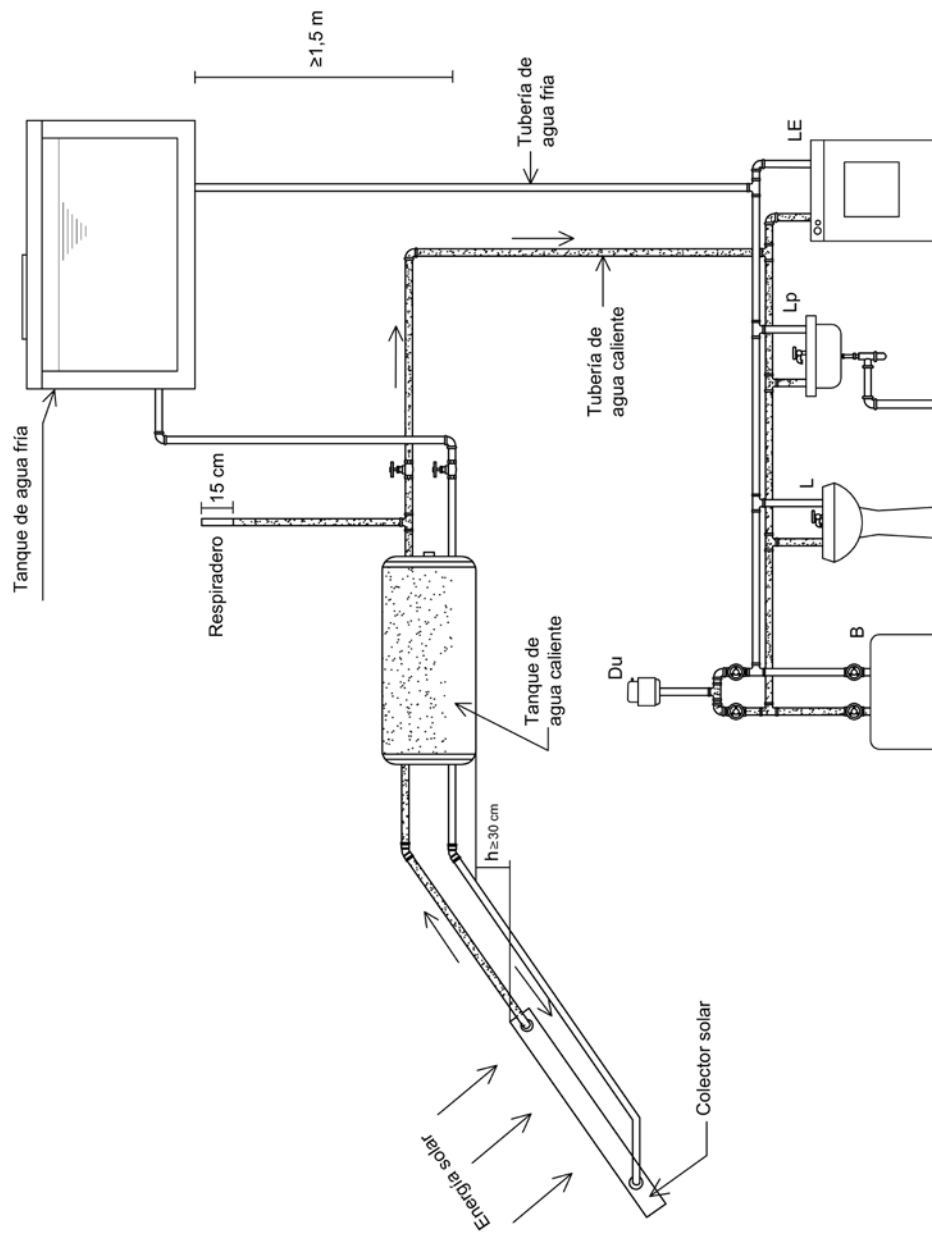 Tanque de agua fría
≥1,5 m
Respiradero
15 cm
Tubería de
agua fria
Tubería de
agua caliente
Tanque de
agua caliente
h≥30 cm
Energía solar
Colector solar
Du
B
L
Lp
LE